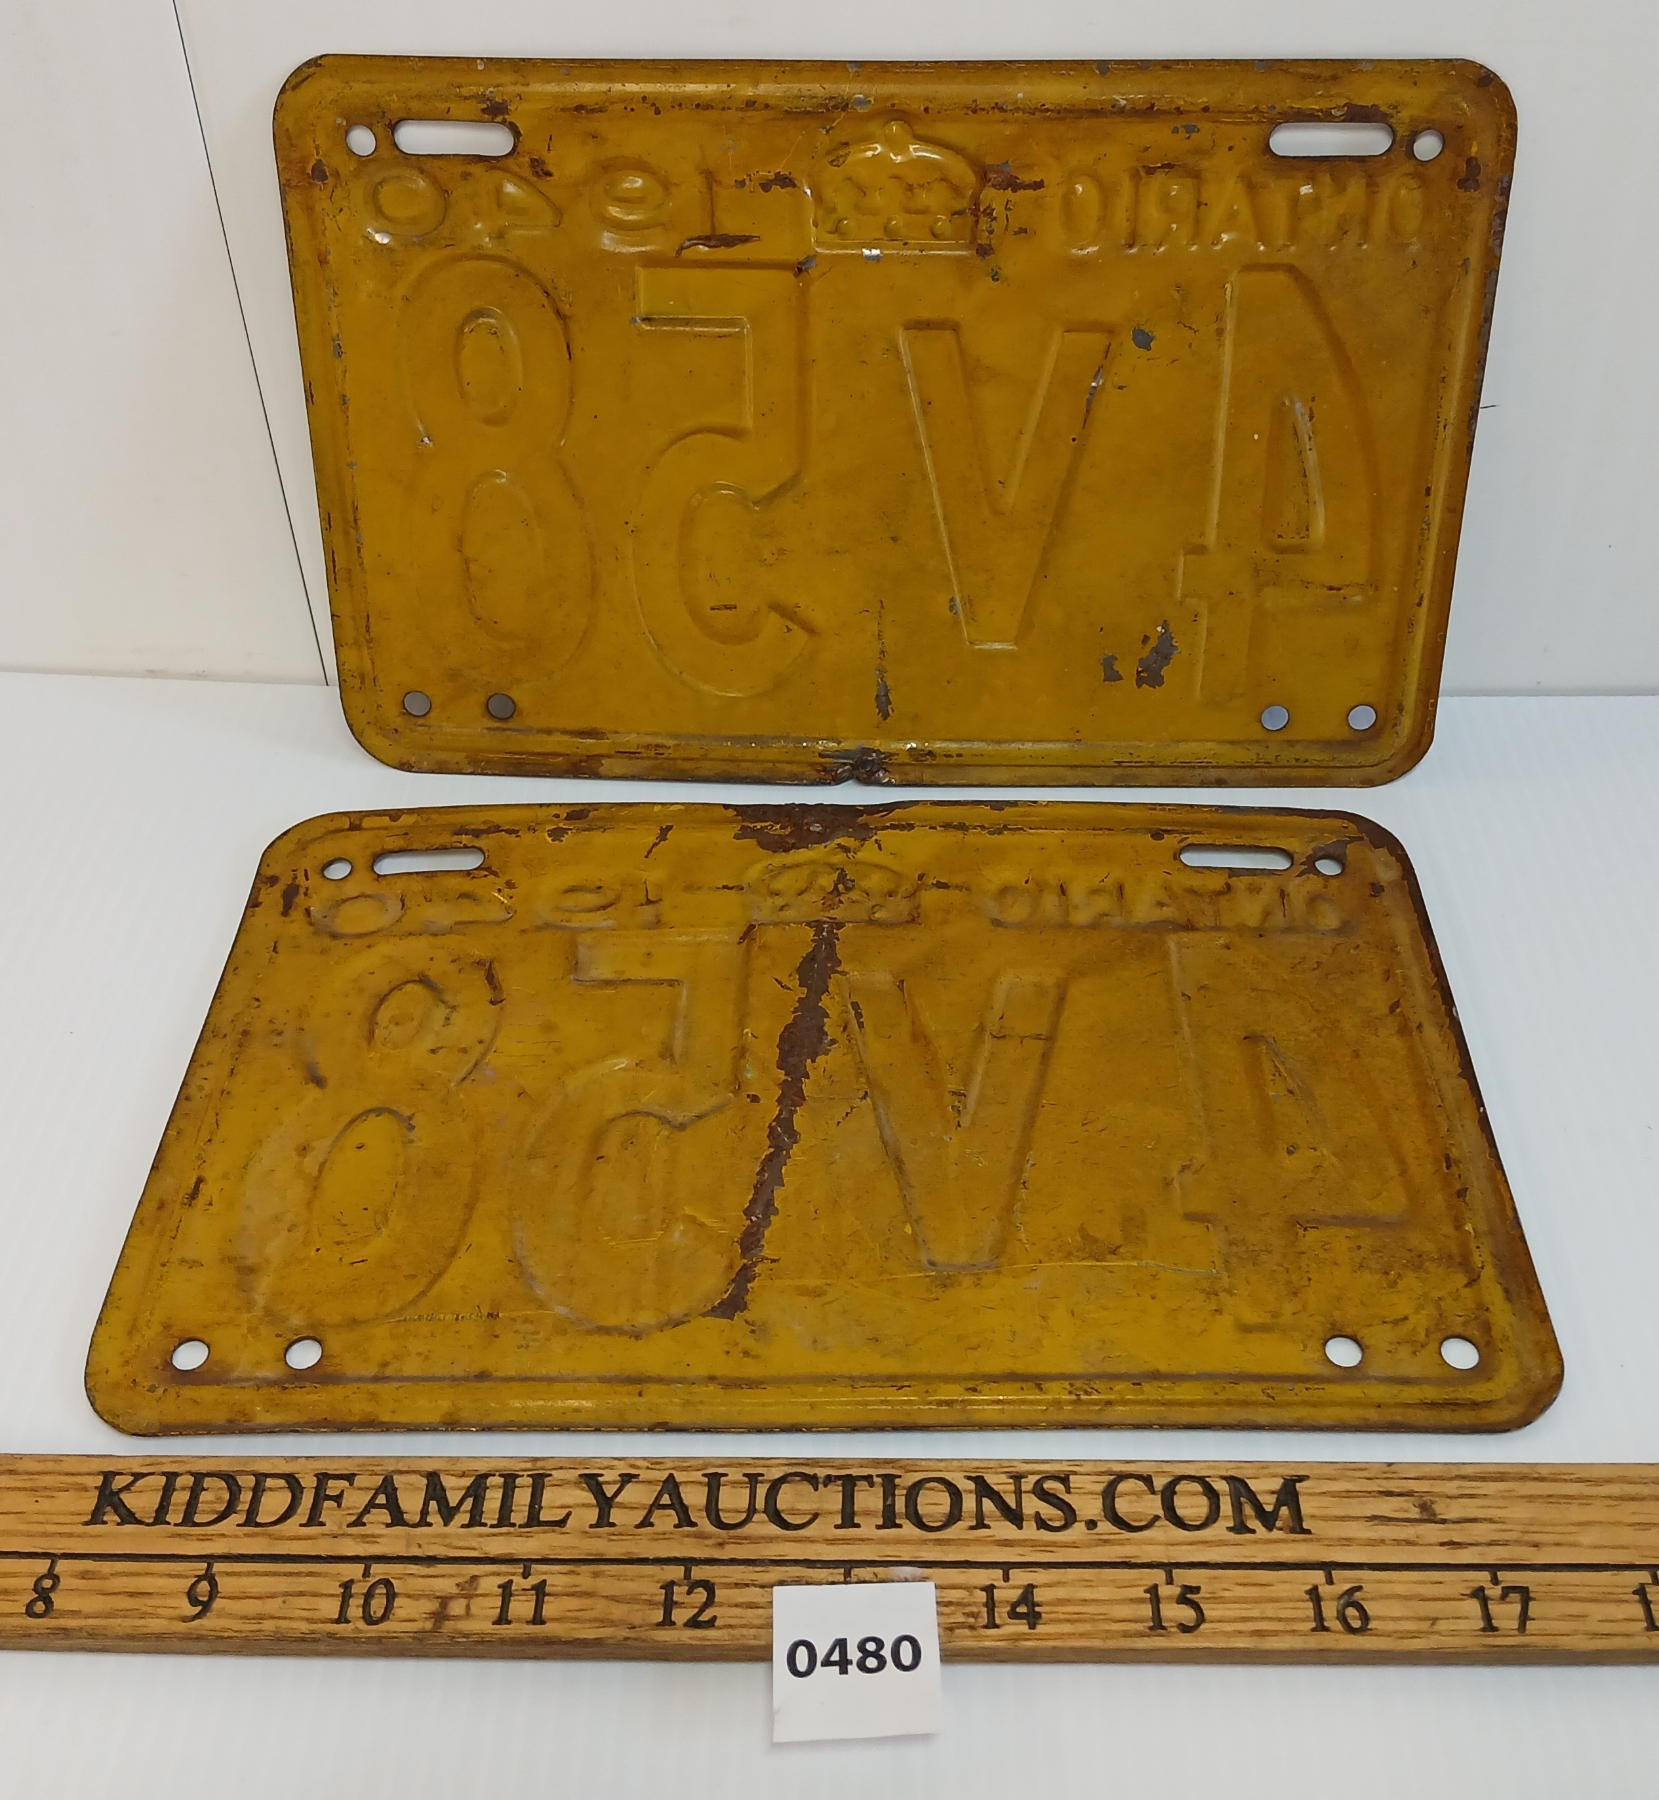 ONTARIO 1940
4V58
ONTARIO 1940
4V58
KIDDFAMILYAUCTIONS.COM
8 9 10 11 12 14 15 16 17
0480